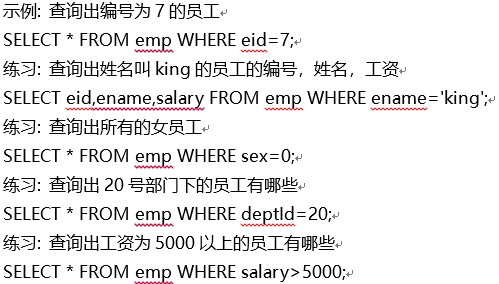 示例: 查询出编号为 7 的员工
SELECT * FROM emp WHERE eid=7;
练习: 查询出姓名叫 king 的员工的编号，姓名，工资
SELECT eid,ename,salary FROM emp WHERE ename='king';
练习: 查询出所有的女员工
SELECT * FROM emp WHERE sex=0;
练习: 查询出 20 号部门下的员工有哪些
SELECT * FROM emp WHERE deptId=20;
练习: 查询出工资为 5000 以上的员工有哪些
SELECT * FROM emp WHERE salary>5000;